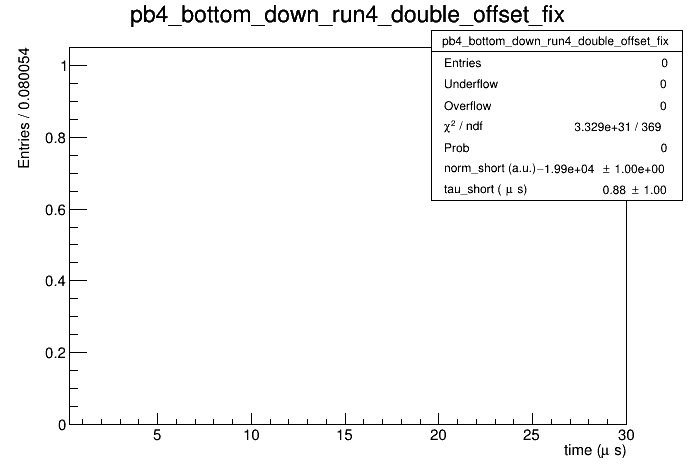 pb4_bottom_down_run4_double_offset_fix
pb4_bottom_down_run4_double_offset_fix
Entries 0
Underflow 0
Overflow 0
χ² / ndf 3.329e+31 / 369
Prob 0
norm_short (a.u.) −1.99e+04 ± 1.00e+00
tau_short ( μ s) 0.88 ± 1.00
Entries / 0.080054
1
0.8
0.6
0.4
0.2
0
5 10 15 20 25 30
time (μ s)